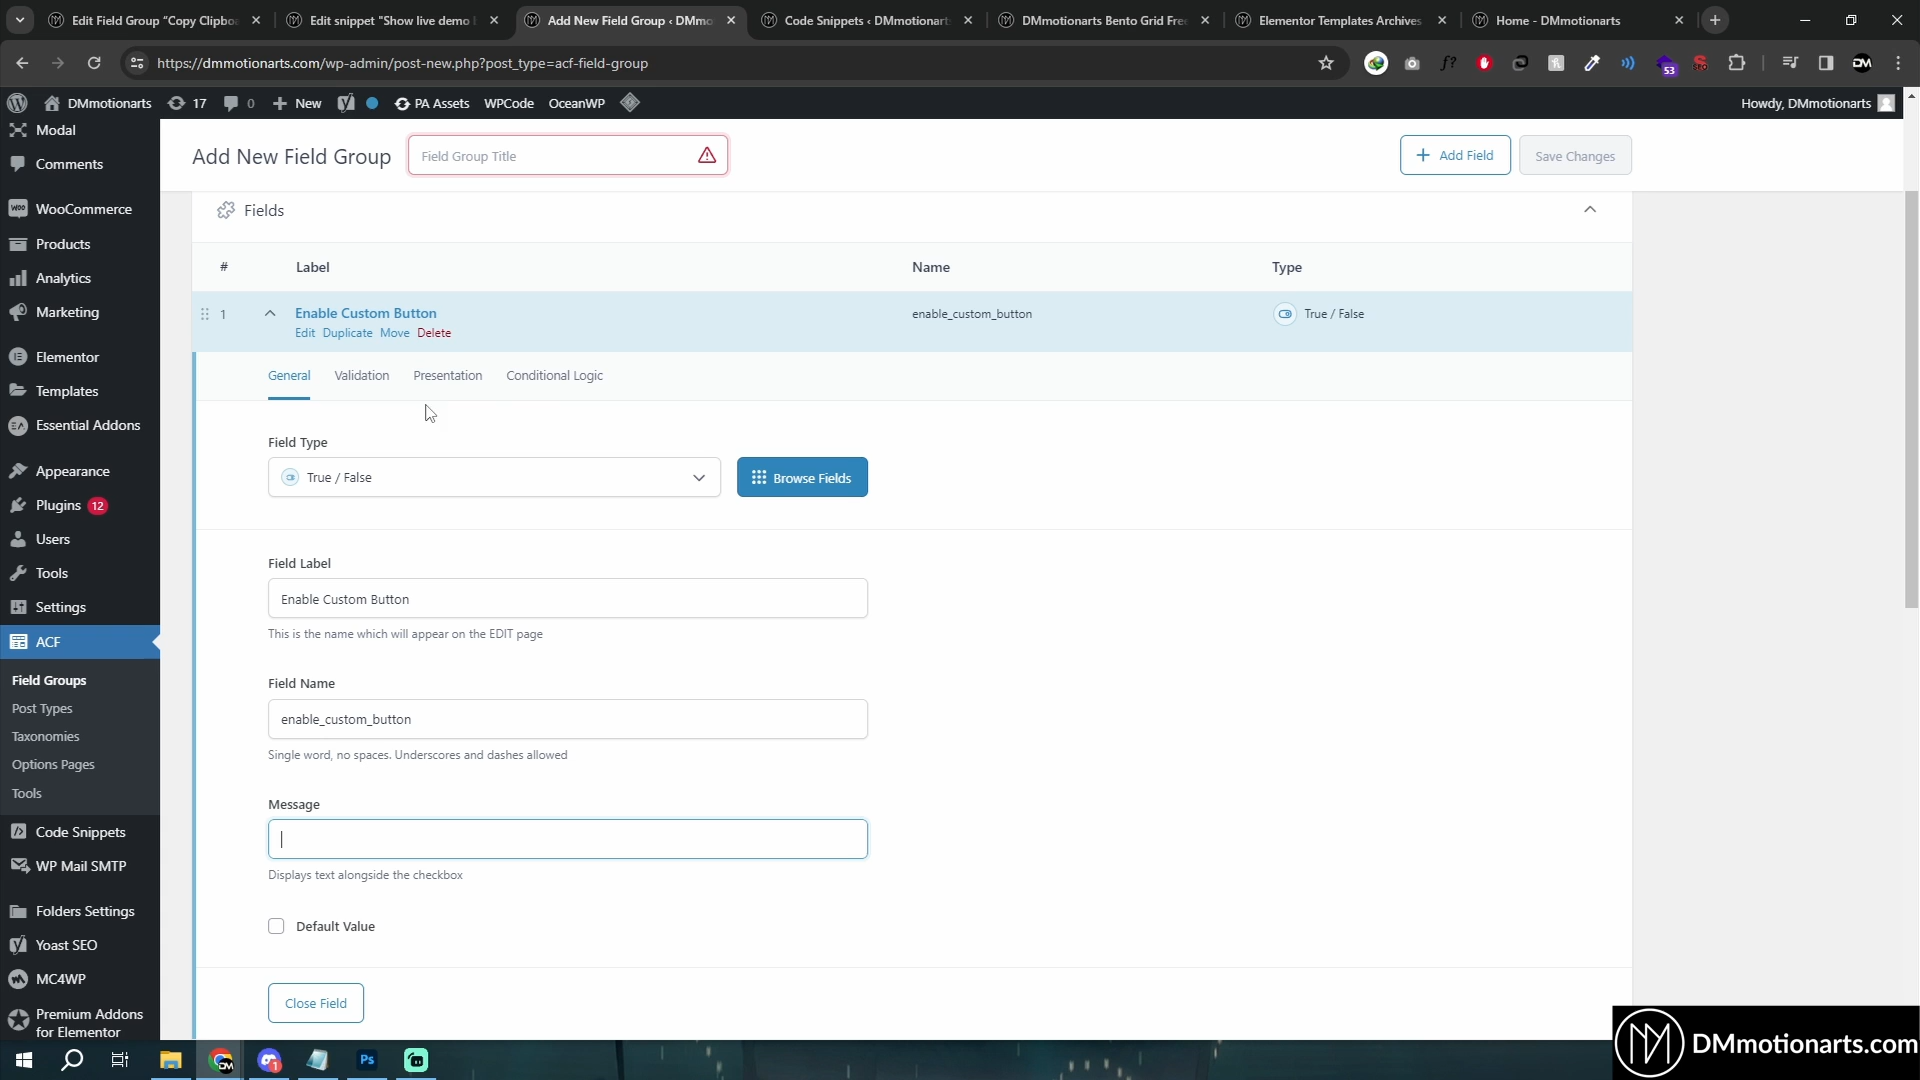 Edit Field Group “Copy Clipbo
Edit snippet "Show live demo
Add New Field Group ‹ DMmo
Code Snippets ‹ DMmotionarts
DMmotionarts Bento Grid Free
Elementor Templates Archives
Home - DMmotionarts
https://dmmotionarts.com/wp-admin/post-new.php?post_type=acf-field-group
f?
53
SEO
DM
DMmotionarts
17
0
New
PA Assets
WPCode
OceanWP
Howdy, DMmotionarts
Modal
Comments
WooCommerce
Products
Analytics
Marketing
Elementor
Templates
Essential Addons
Appearance
Plugins 12
Users
Tools
Settings
ACF
Field Groups
Post Types
Taxonomies
Options Pages
Tools
Code Snippets
WP Mail SMTP
Folders Settings
Yoast SEO
MC4WP
Premium Addons
for Elementor
Add New Field Group
Field Group Title
Add Field
Save Changes
Fields
# Label Name Type
1 Enable Custom Button enable_custom_button True / False
Edit Duplicate Move Delete
General Validation Presentation Conditional Logic
Field Type
True / False
Browse Fields
Field Label
Enable Custom Button
This is the name which will appear on the EDIT page
Field Name
enable_custom_button
Single word, no spaces. Underscores and dashes allowed
Message
Displays text alongside the checkbox
Default Value
Close Field
Ps
DMmotionarts.com